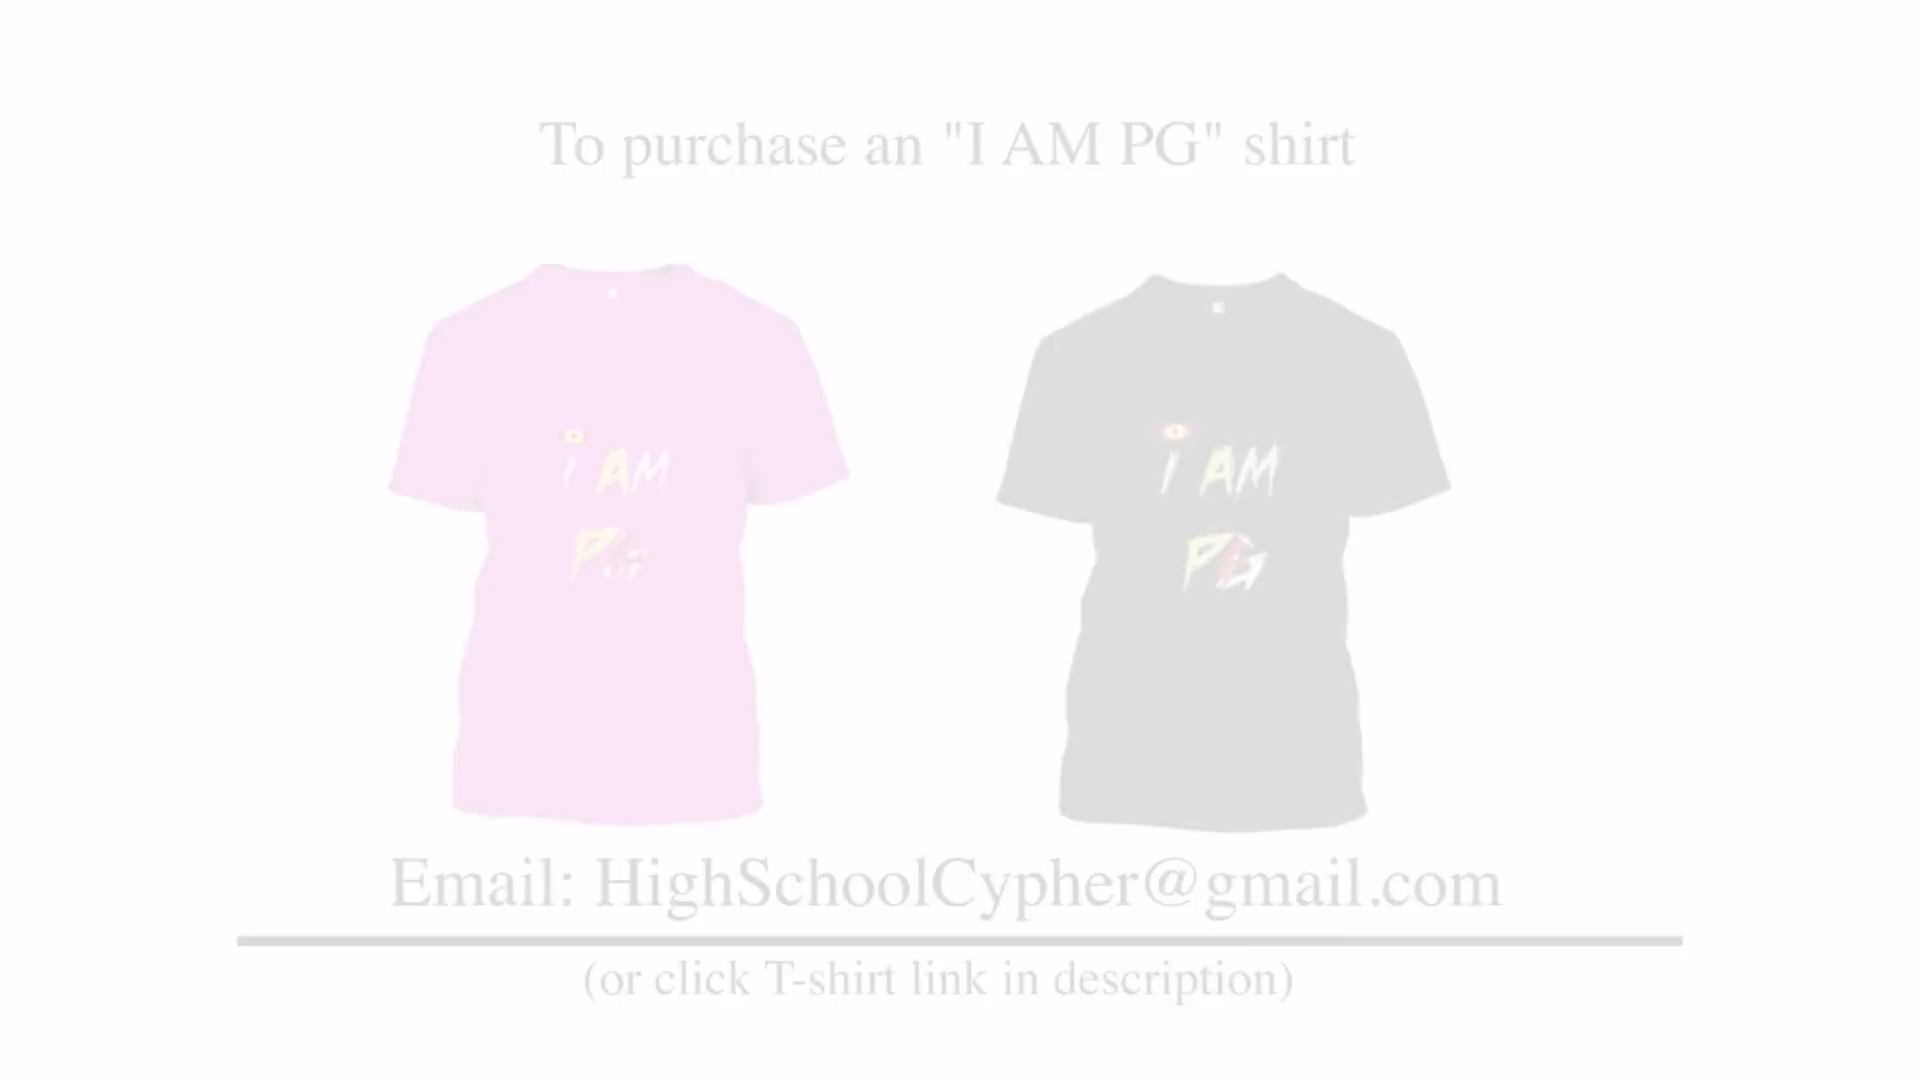 To purchase an "I AM PG" shirt
I AM
PG
I AM
PG
Email: HighSchoolCypher@gmail.com
(or click T-shirt link in description)